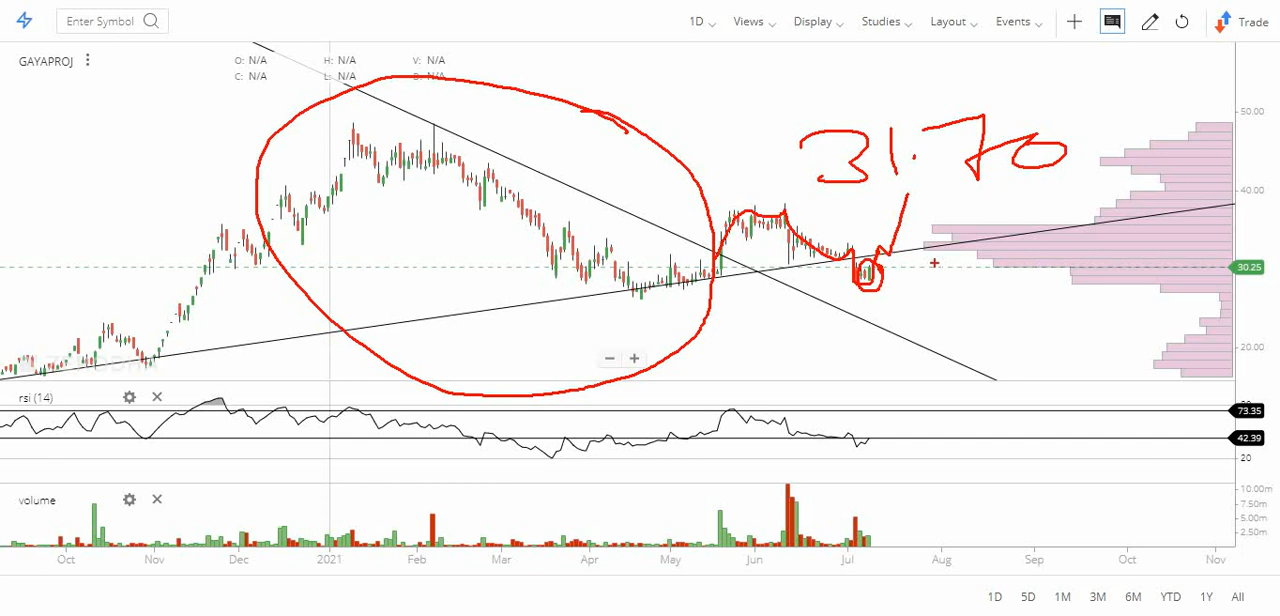 Enter Symbol 1D Views Display Studies Layout Events Trade
GAYAPROJ O: N/A H: N/A V: N/A
C: N/A L: N/A N/A
50.00
31.70
40.00
30.25
20.00
rsi (14)
73.35
42.39
20
volume
10.00m
7.50m
5.00m
2.50m
Oct Nov Dec 2021 Feb Mar Apr May Jun Jul Aug Sep Oct Nov
1D 5D 1M 3M 6M YTD 1Y All